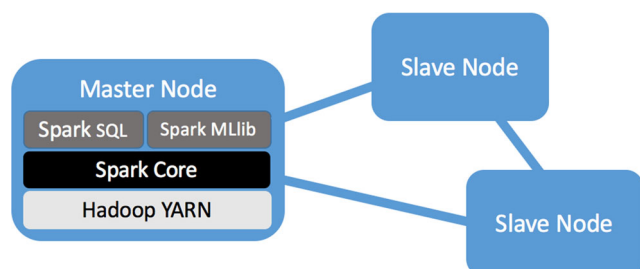 Master Node
Spark SQL
Spark MLlib
Spark Core
Hadoop YARN
Slave Node
Slave Node